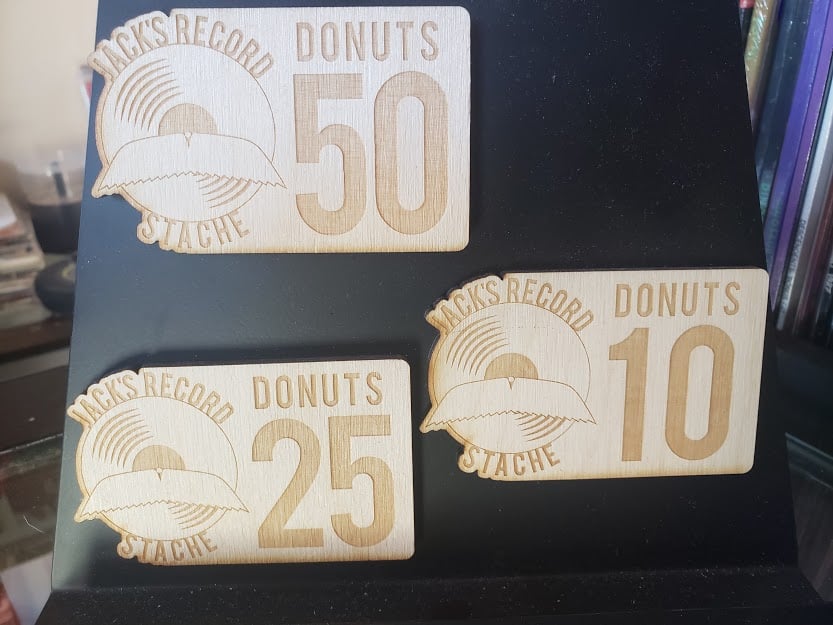 JACK'S RECORD
STACHE
DONUTS
50
JACK'S RECORD
STACHE
DONUTS
10
JACK'S RECORD
STACHE
DONUTS
25